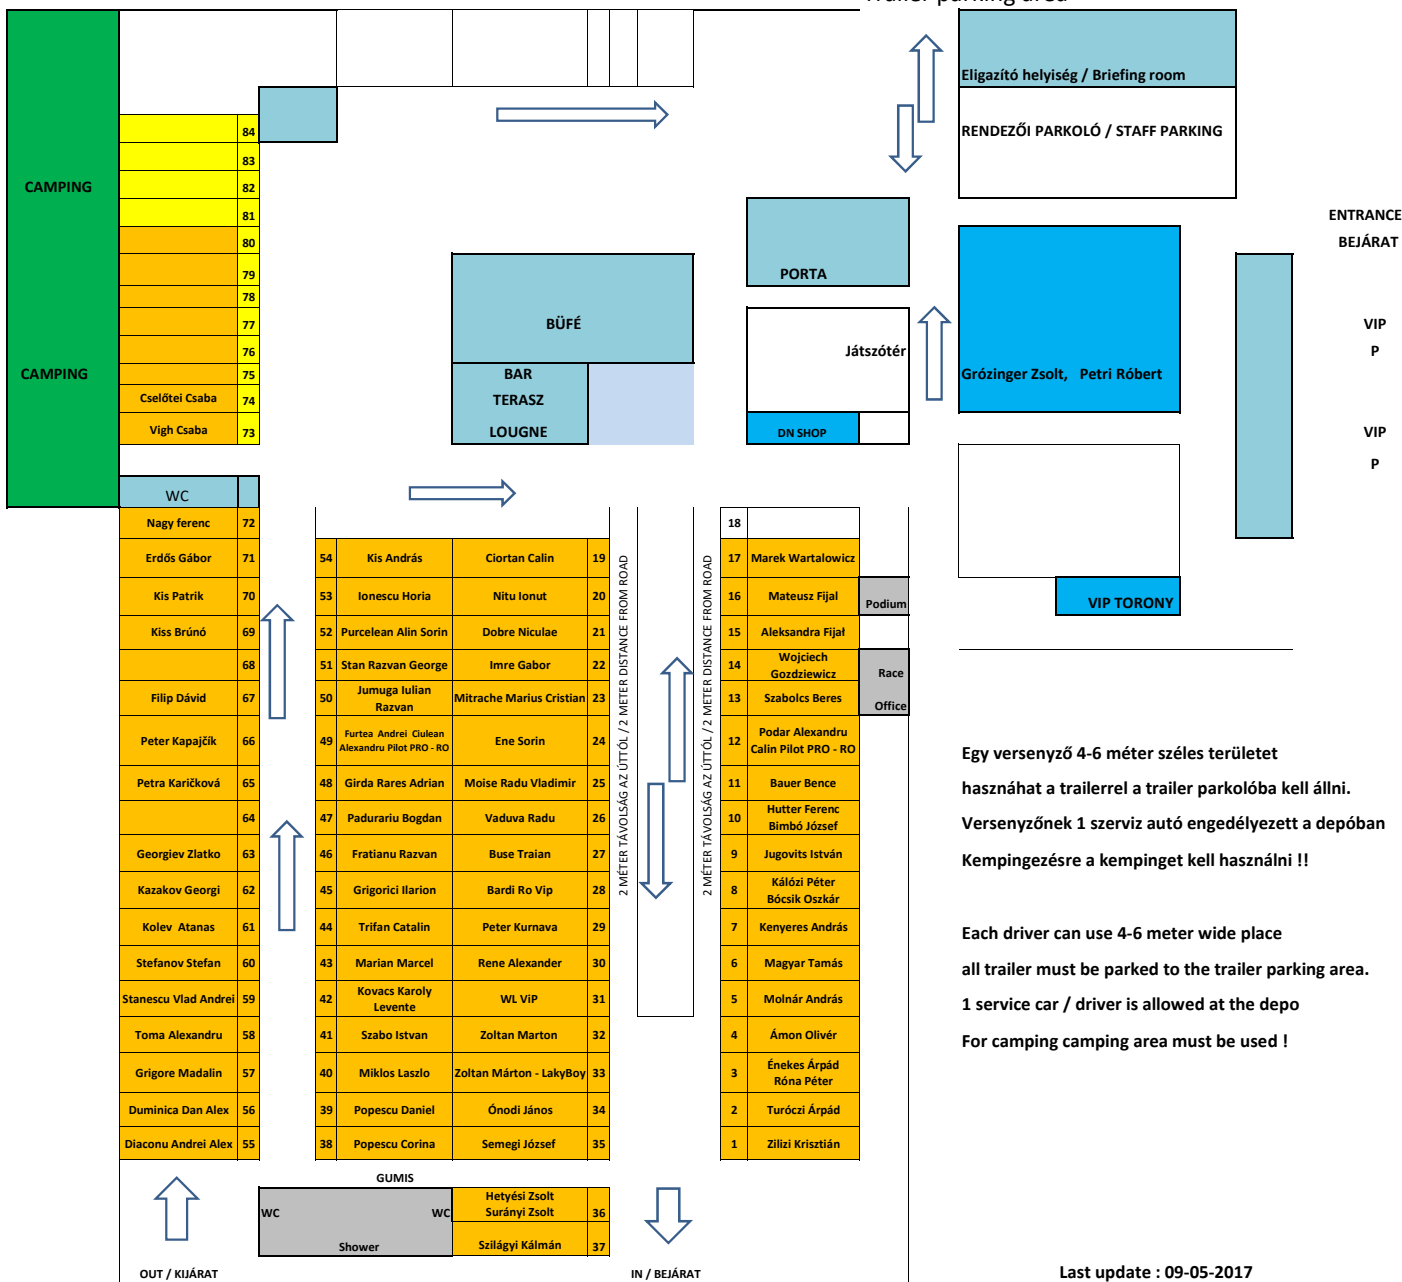 Trailer parking area
Eligazító helyiség / Briefing room
RENDEZŐI PARKOLÓ / STAFF PARKING
84
83
CAMPING
82
81
ENTRANCE
80
BEJÁRAT
79
PORTA
78
77
BÜFÉ
VIP
76
Játszótér
P
CAMPING
75
BAR
Grózinger Zsolt, Petri Róbert
Cselőtei Csaba 74
TERASZ
Vigh Csaba 73
LOUGNE
DN SHOP
VIP
P
WC
Nagy ferenc 72
18
Erdős Gábor 71
54 Kis András
Ciortan Calin 19
17 Marek Wartalowicz
Kis Patrik 70
53 Ionescu Horia
Nitu Ionut 20
16 Mateusz Fijal
Podium
VIP TORONY
Kiss Brúnó 69
52 Purcelean Alin Sorin
Dobre Niculae 21
15 Aleksandra Fijał
68
51 Stan Razvan George
Imre Gabor 22
14 Wojciech
Gozdziewicz
Race
Office
Filip Dávid 67
50 Jumuga Iulian
Razvan
Mitrache Marius Cristian 23
13 Szabolcs Beres
Peter Kapajčík 66
49 Furtea Andrei Ciulean
Alexandru Pilot PRO - RO
Ene Sorin 24
12 Podar Alexandru
Calin Pilot PRO - RO
Petra Karičková 65
48 Girda Rares Adrian
Moise Radu Vladimir 25
11 Bauer Bence
64
47 Padurariu Bogdan
Vaduva Radu 26
10 Hutter Ferenc
Bimbó József
Georgiev Zlatko 63
46 Fratianu Razvan
Buse Traian 27
9 Jugovits István
Kazakov Georgi 62
45 Grigorici Ilarion
Bardi Ro Vip 28
8 Kálózi Péter
Bócsik Oszkár
Kolev Atanas 61
44 Trifan Catalin
Peter Kurnava 29
7 Kenyeres András
Stefanov Stefan 60
43 Marian Marcel
Rene Alexander 30
6 Magyar Tamás
Stanescu Vlad Andrei 59
42 Kovacs Karoly
Levente
WL ViP 31
5 Molnár András
Toma Alexandru 58
41 Szabo Istvan
Zoltan Marton 32
4 Ámon Olivér
Grigore Madalin 57
40 Miklos Laszlo
Zoltan Márton - LakyBoy 33
3 Énekes Árpád
Róna Péter
Duminica Dan Alex 56
39 Popescu Daniel
Ónodi János 34
2 Turóczi Árpád
Diaconu Andrei Alex 55
38 Popescu Corina
Semegi József 35
1 Zilizi Krisztián
2 MÉTER TÁVOLSÁG AZ ÚTTÓL / 2 METER DISTANCE FROM ROAD
2 MÉTER TÁVOLSÁG AZ ÚTTÓL / 2 METER DISTANCE FROM ROAD
Egy versenyző 4-6 méter széles területet
hasznáhat a trailerrel a trailer parkolóba kell állni.
Versenyzőnek 1 szerviz autó engedélyezett a depóban
Kempingezésre a kempinget kell használni !!
Each driver can use 4-6 meter wide place
all trailer must be parked to the trailer parking area.
1 service car / driver is allowed at the depo
For camping camping area must be used !
GUMIS
WC
WC
Shower
Hetyési Zsolt
Surányi Zsolt
36
Szilágyi Kálmán 37
OUT / KIJÁRAT
IN / BEJÁRAT
Last update : 09-05-2017